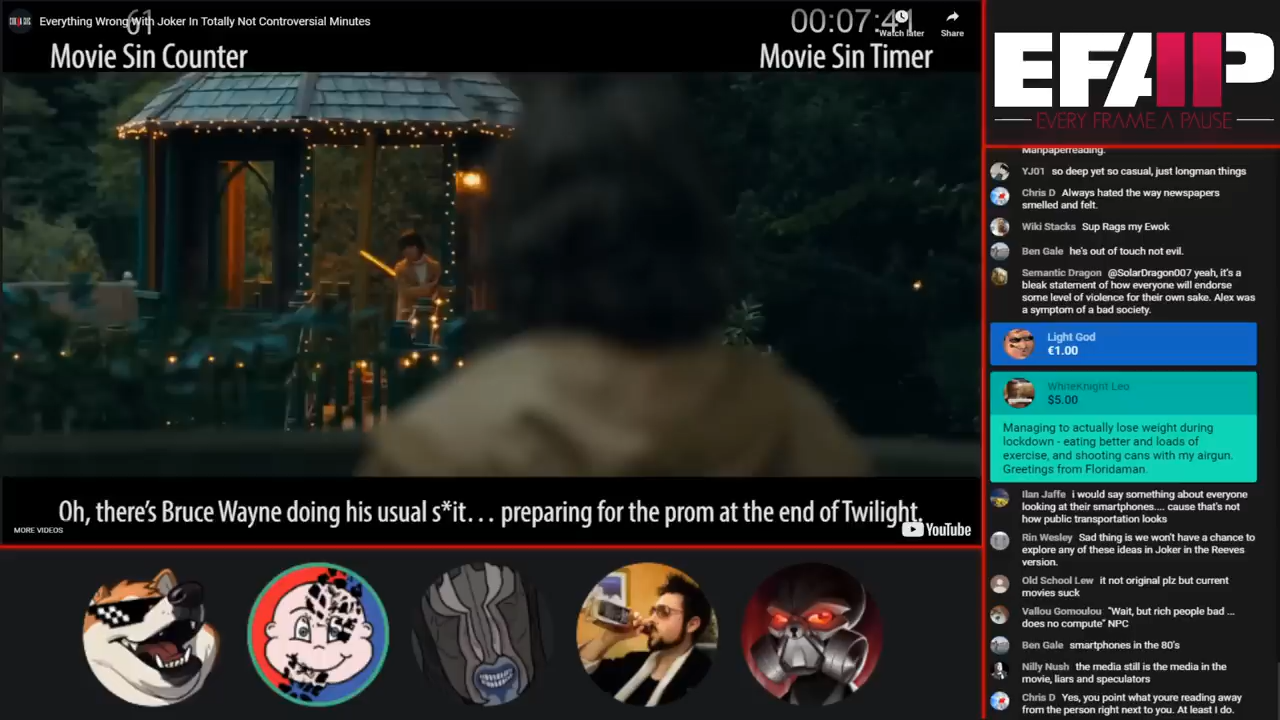 Everything Wrong With Joker In Totally Not Controversial Minutes
61
Movie Sin Counter
00:07:41
Movie Sin Timer
Watch later
Share
Oh, there's Bruce Wayne doing his usual s*it... preparing for the prom at the end of Twilight.
MORE VIDEOS
YouTube
EFAP
EVERY FRAME A PAUSE
Manpaperreading.
YJ01 so deep yet so casual, just longman things
Chris D Always hated the way newspapers
smelled and felt.
Wiki Stacks Sup Rags my Ewok
Ben Gale he's out of touch not evil.
Semantic Dragon @SolarDragon007 yeah, it's a
bleak statement of how everyone will endorse
some level of violence for their own sake. Alex was
a symptom of a bad society.
Light God
€1.00
WhiteKnight Leo
$5.00
Managing to actually lose weight during
lockdown - eating better and loads of
exercise, and shooting cans with my airgun.
Greetings from Floridaman.
Ilan Jaffe i would say something about everyone
looking at their smartphones.... cause that's not
how public transportation looks
Rin Wesley Sad thing is we won't have a chance to
explore any of these ideas in Joker in the Reeves
version.
Old School Lew it not original plz but current
movies suck
Vallou Gomoulou "Wait, but rich people bad ...
does no compute" NPC
Ben Gale smartphones in the 80's
Nilly Nush the media still is the media in the
movie, liars and speculators
Chris D Yes, you point what youre reading away
from the person right next to you. At least I do.